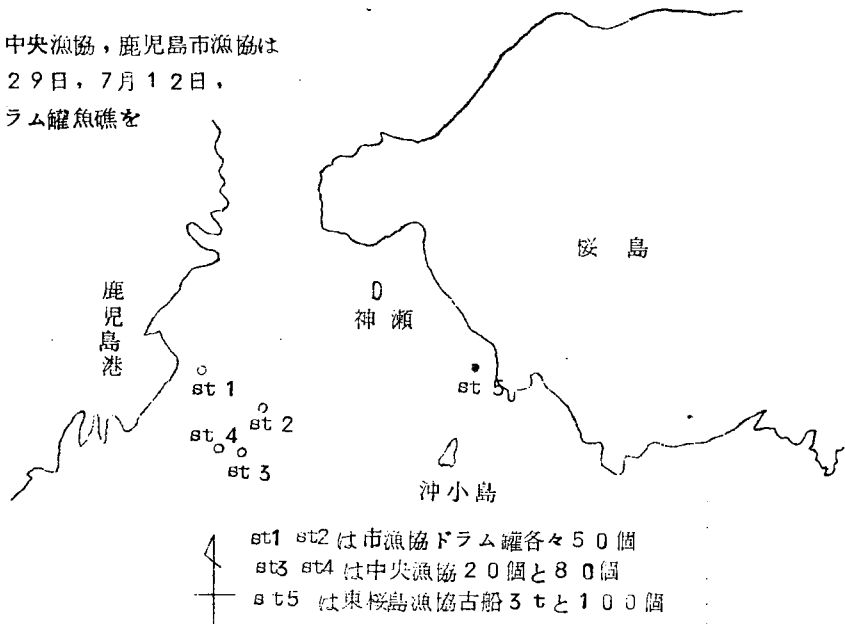 中央漁協，鹿児島市漁協は
29日，7月12日，
ラム罐魚礁を
桜島
鹿児島港
神瀬
st 1
st 5
st 2
st 4
st 3
沖小島
st1 st2 は市漁協ドラム罐各々50個
st3 st4 は中央漁協20個と80個
st5 は東桜島漁協古船3tと100個